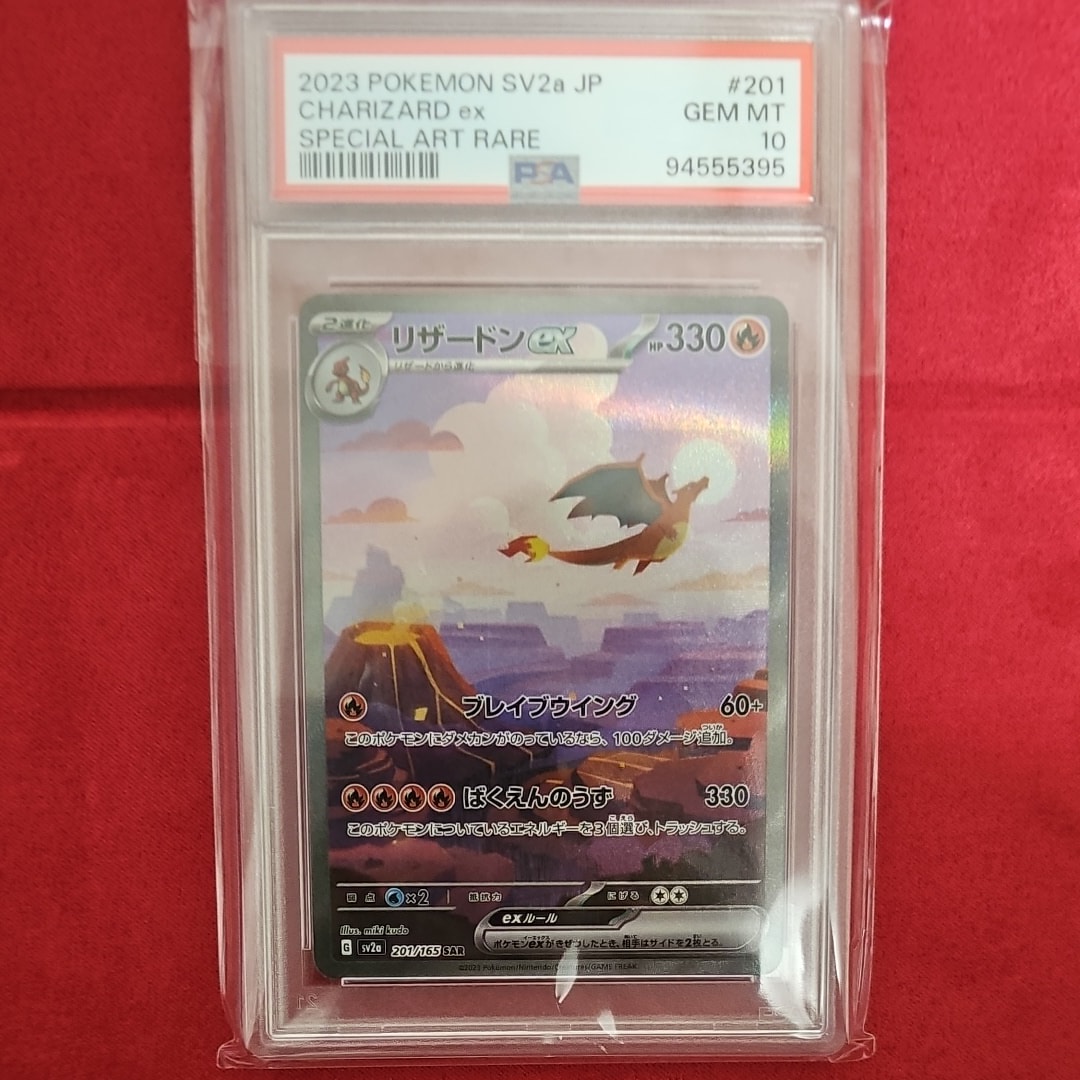 2023 POKEMON SV2a JP #201
CHARIZARD ex GEM MT
SPECIAL ART RARE 10
PSA 94555395
2進化 リザードンex HP 330
リザードから進化
ブレイブウイング 60+
このポケモンにダメカンがのっているなら、100ダメージ追加。
ばくえんのうず 330
このポケモンについているエネルギーを3個選び、トラッシュする。
弱点 ×2 抵抗力 にげる
Illus. miki kudo
exルール
ポケモンexがきぜつしたとき、相手はサイドを2枚とる。
G sv2a 201/165 SAR
©2023 Pokémon/Nintendo/Creatures/GAME FREAK